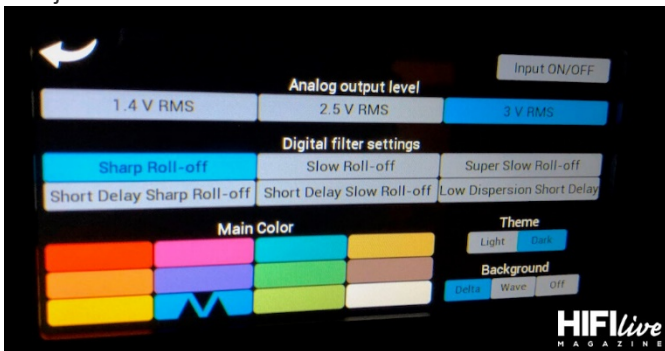 Input ON/OFF
Analog output level
1.4 V RMS 2.5 V RMS 3 V RMS
Digital filter settings
Sharp Roll-off Slow Roll-off Super Slow Roll-off
Short Delay Sharp Roll-off Short Delay Slow Roll-off Low Dispersion Short Delay
Main Color
Theme
Light Dark
Background
Delta Wave Off
HIFIlive
MAGAZINE